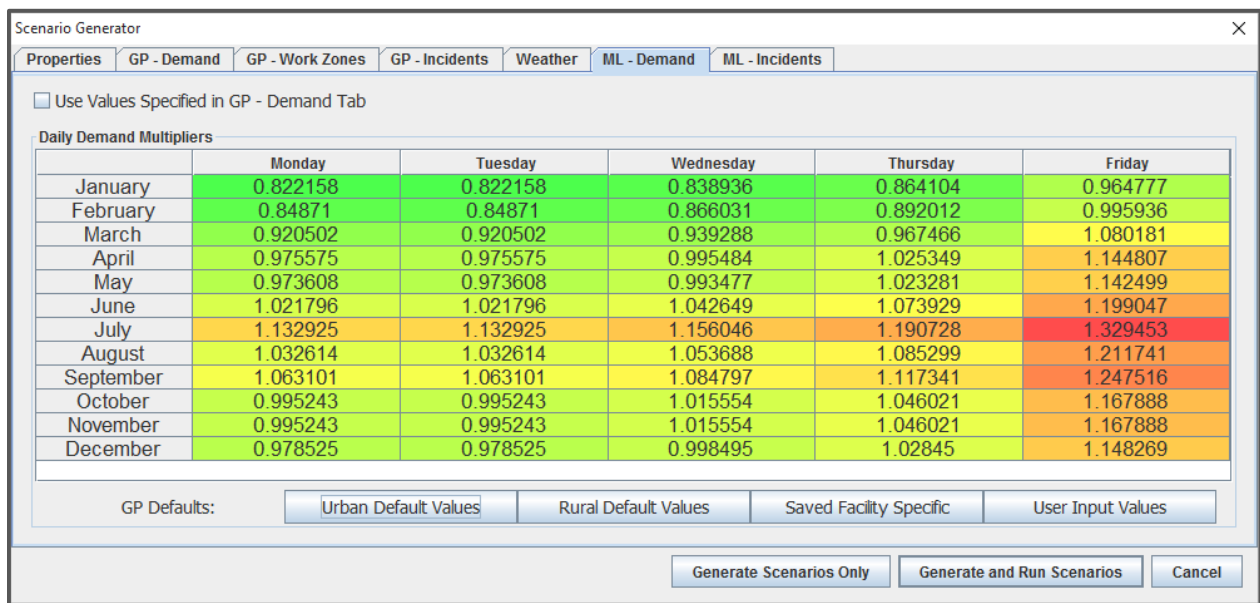 Scenario Generator
Properties GP - Demand GP - Work Zones GP - Incidents Weather ML - Demand ML - Incidents
Use Values Specified in GP - Demand Tab
Daily Demand Multipliers
Monday Tuesday Wednesday Thursday Friday
January 0.822158 0.822158 0.838936 0.864104 0.964777
February 0.84871 0.84871 0.866031 0.892012 0.995936
March 0.920502 0.920502 0.939288 0.967466 1.080181
April 0.975575 0.975575 0.995484 1.025349 1.144807
May 0.973608 0.973608 0.993477 1.023281 1.142499
June 1.021796 1.021796 1.042649 1.073929 1.199047
July 1.132925 1.132925 1.156046 1.190728 1.329453
August 1.032614 1.032614 1.053688 1.085299 1.211741
September 1.063101 1.063101 1.084797 1.117341 1.247516
October 0.995243 0.995243 1.015554 1.046021 1.167888
November 0.995243 0.995243 1.015554 1.046021 1.167888
December 0.978525 0.978525 0.998495 1.02845 1.148269
GP Defaults: Urban Default Values Rural Default Values Saved Facility Specific User Input Values
Generate Scenarios Only Generate and Run Scenarios Cancel